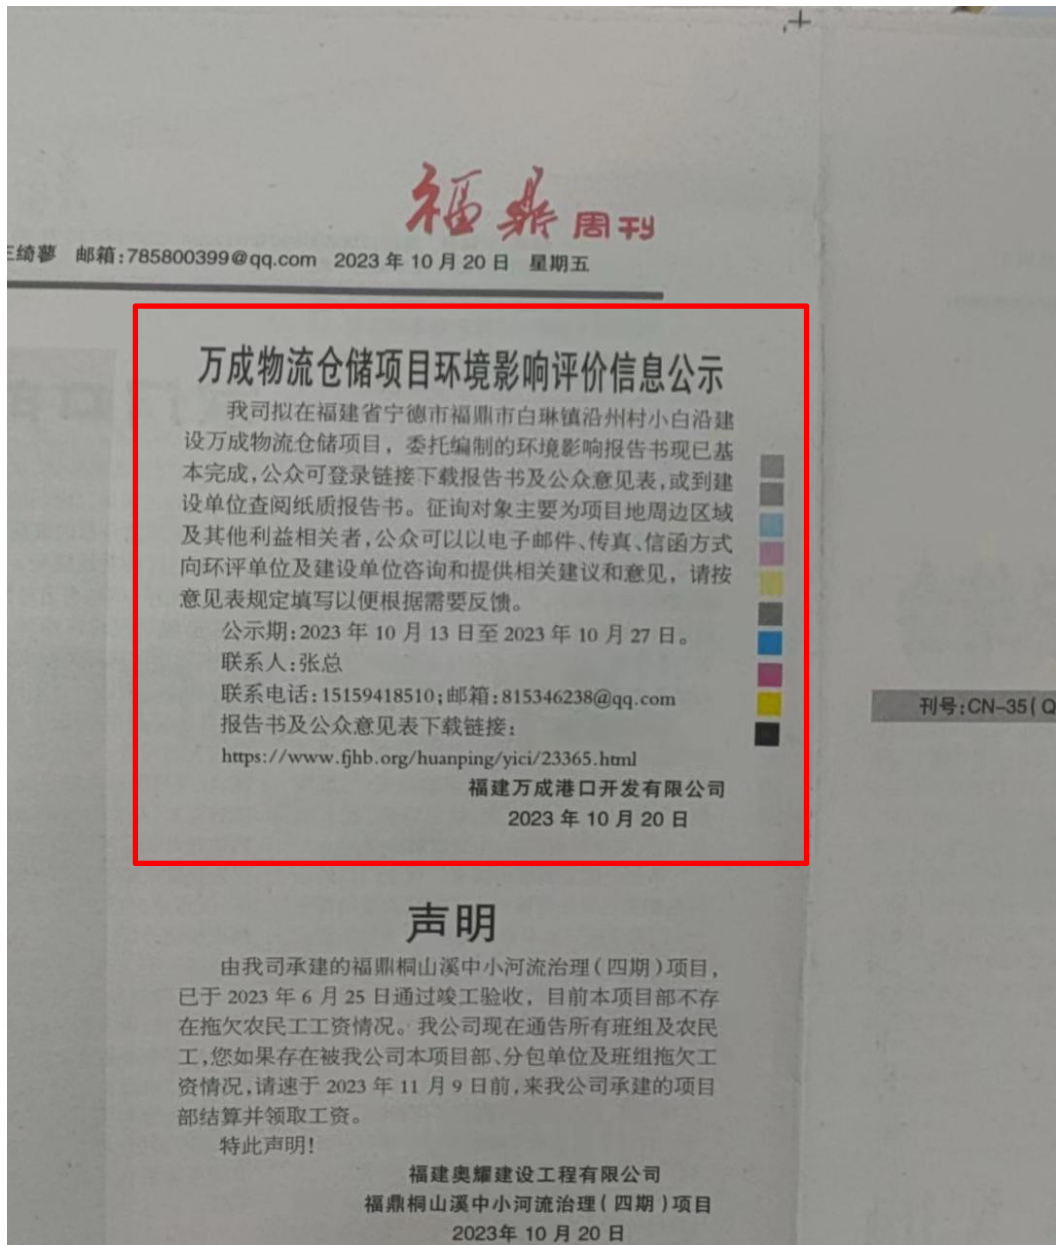 福鼎周刊
王绮蓼 邮箱:785800399@qq.com 2023年10月20日 星期五
万成物流仓储项目环境影响评价信息公示
我司拟在福建省宁德市福鼎市白琳镇沿州村小白沿建
设万成物流仓储项目，委托编制的环境影响报告书现已基
本完成,公众可登录链接下载报告书及公众意见表,或到建
设单位查阅纸质报告书。征询对象主要为项目地周边区域
及其他利益相关者,公众可以以电子邮件、传真、信函方式
向环评单位及建设单位咨询和提供相关建议和意见，请按
意见表规定填写以便根据需要反馈。
公示期:2023年10月13日至2023年10月27日。
联系人:张总
联系电话:15159418510;邮箱:815346238@qq.com
报告书及公众意见表下载链接:
https://www.fjhb.org/huanping/yici/23365.html
福建万成港口开发有限公司
2023年10月20日
刊号:CN-35(Q
声明
由我司承建的福鼎桐山溪中小河流治理(四期)项目，
已于2023年6月25日通过竣工验收，目前本项目部不存
在拖欠农民工工资情况。我公司现在通告所有班组及农民
工,您如果存在被我公司本项目部、分包单位及班组拖欠工
资情况,请速于2023年11月9日前,来我公司承建的项目
部结算并领取工资。
特此声明!
福建奥耀建设工程有限公司
福鼎桐山溪中小河流治理(四期)项目
2023年10月20日